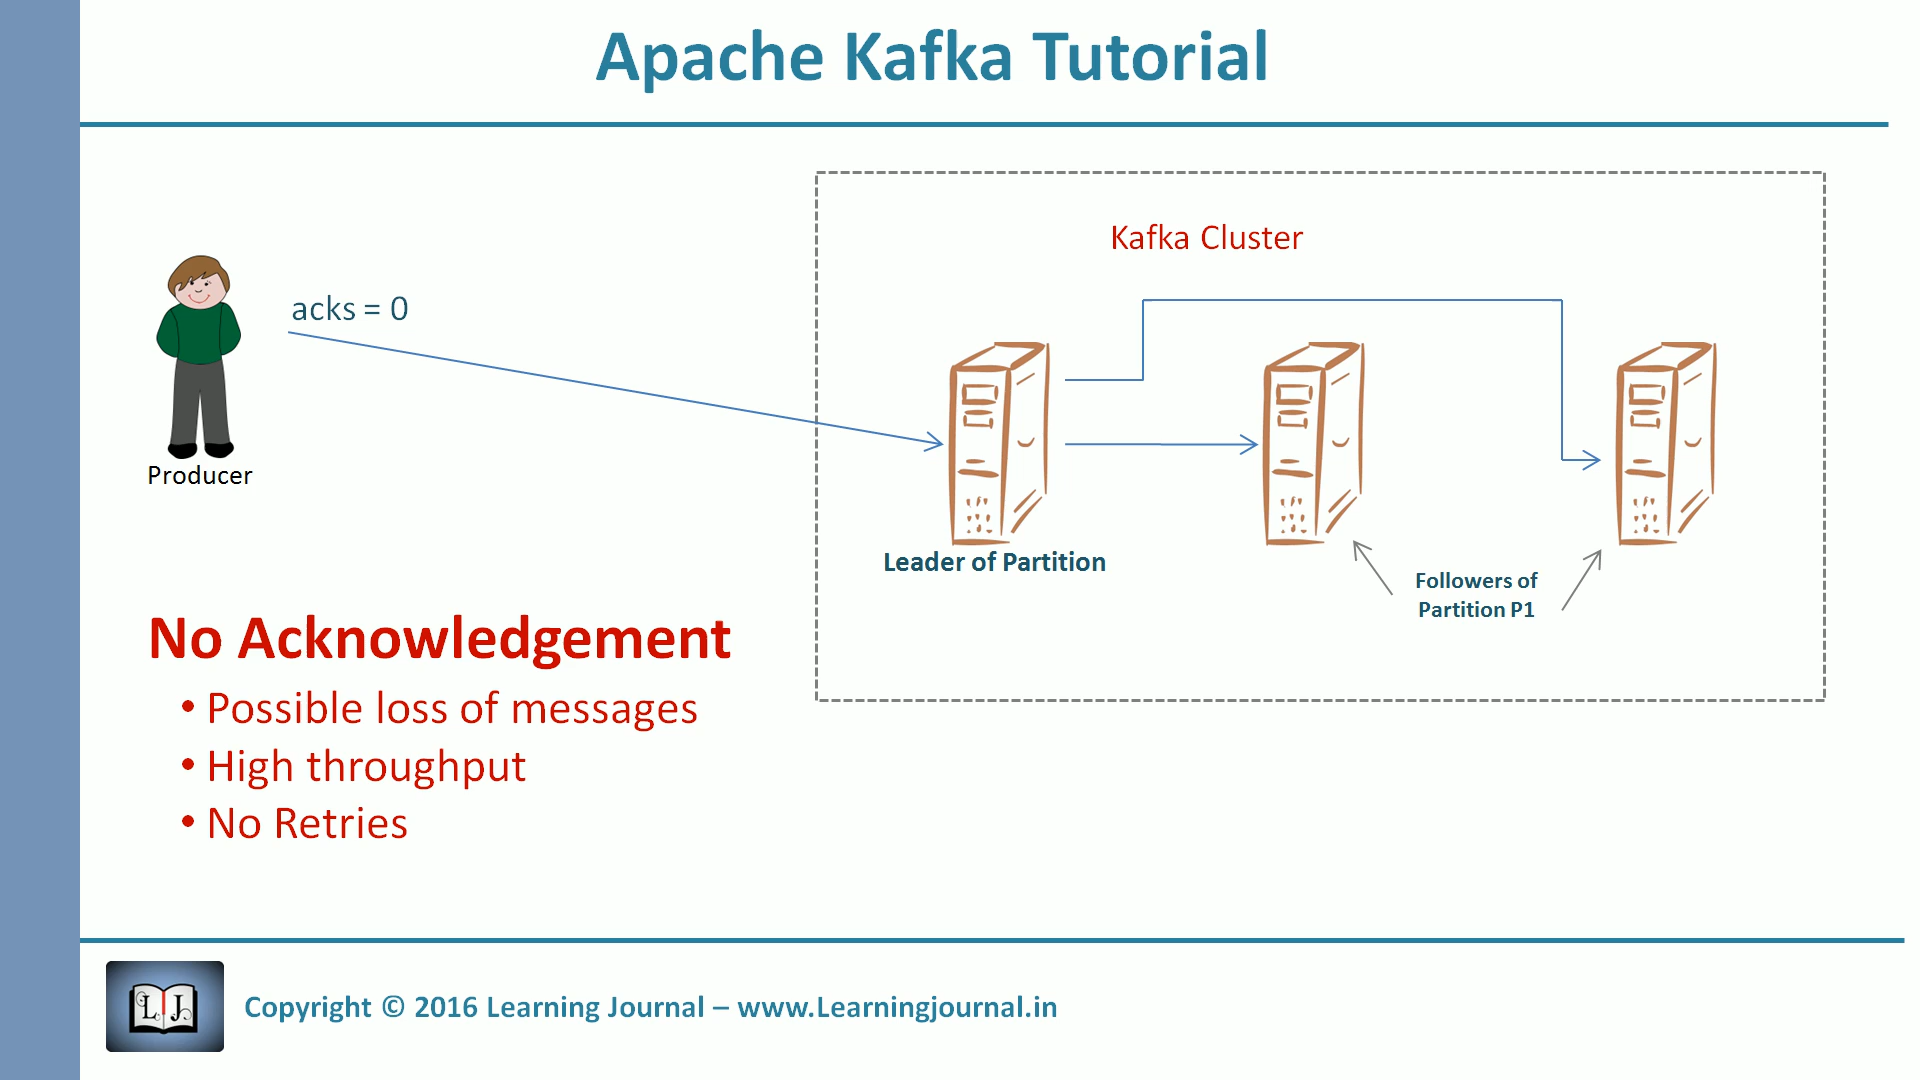 Apache Kafka Tutorial
Kafka Cluster
acks = 0
Producer
Leader of Partition
Followers of
Partition P1
No Acknowledgement
• Possible loss of messages
• High throughput
• No Retries
LJ
Copyright © 2016 Learning Journal – www.Learningjournal.in